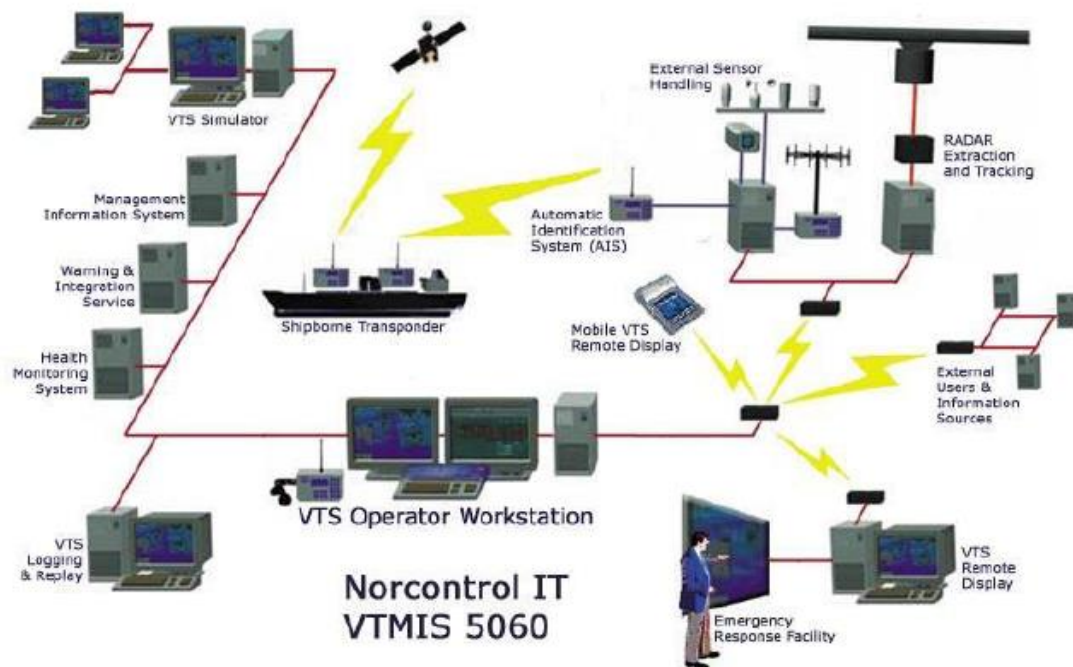 VTS Simulator
External Sensor
Handling
RADAR
Extraction
and Tracking
Management
Information System
Automatic
Identification
System (AIS)
Warning &
Integration
Service
Shipborne Transponder
Mobile VTS
Remote Display
Health
Monitoring
System
External
Users &
Information
Sources
VTS Operator Workstation
VTS
Logging
& Replay
VTS
Remote
Display
Norcontrol IT
VTMIS 5060
Emergency
Response Facility